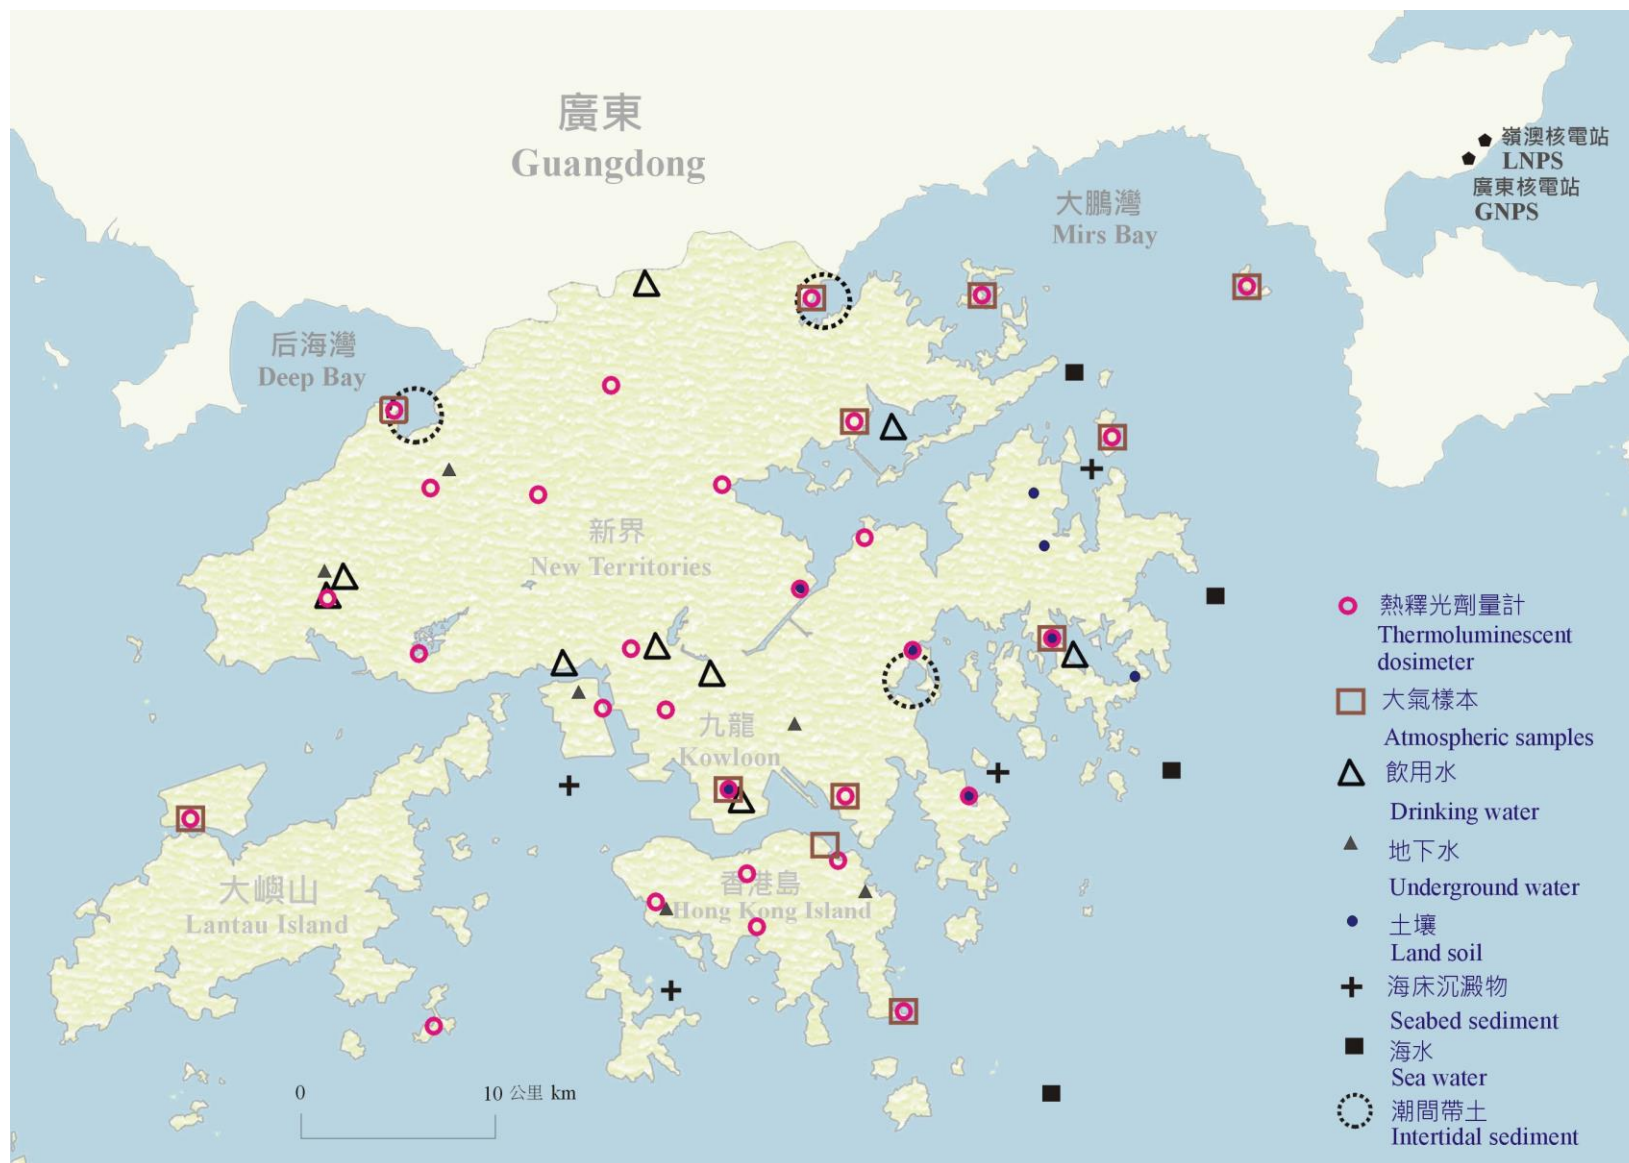 廣東
Guangdong
嶺澳核電站
LNPS
廣東核電站
GNPS
大鵬灣
Mirs Bay
后海灣
Deep Bay
新界
New Territories
九龍
Kowloon
大嶼山
Lantau Island
香港島
Hong Kong Island
0 10 公里 km
熱釋光劑量計
Thermoluminescent
dosimeter
大氣樣本
Atmospheric samples
飲用水
Drinking water
地下水
Underground water
土壤
Land soil
海床沉澱物
Seabed sediment
海水
Sea water
潮間帶土
Intertidal sediment